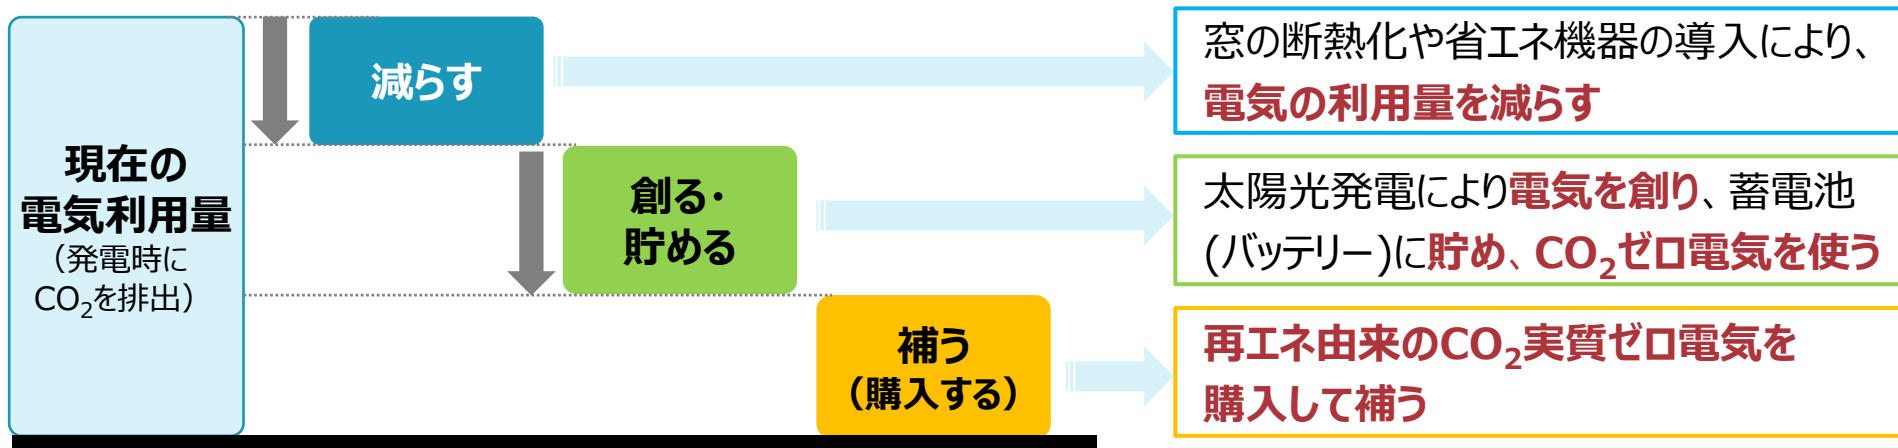 現在の
電気利用量
（発電時に
CO₂を排出）
減らす
窓の断熱化や省エネ機器の導入により、
電気の利用量を減らす
創る・
貯める
太陽光発電により電気を創り、蓄電池
(バッテリー)に貯め、CO₂ゼロ電気を使う
補う
（購入する）
再エネ由来のCO₂実質ゼロ電気を
購入して補う